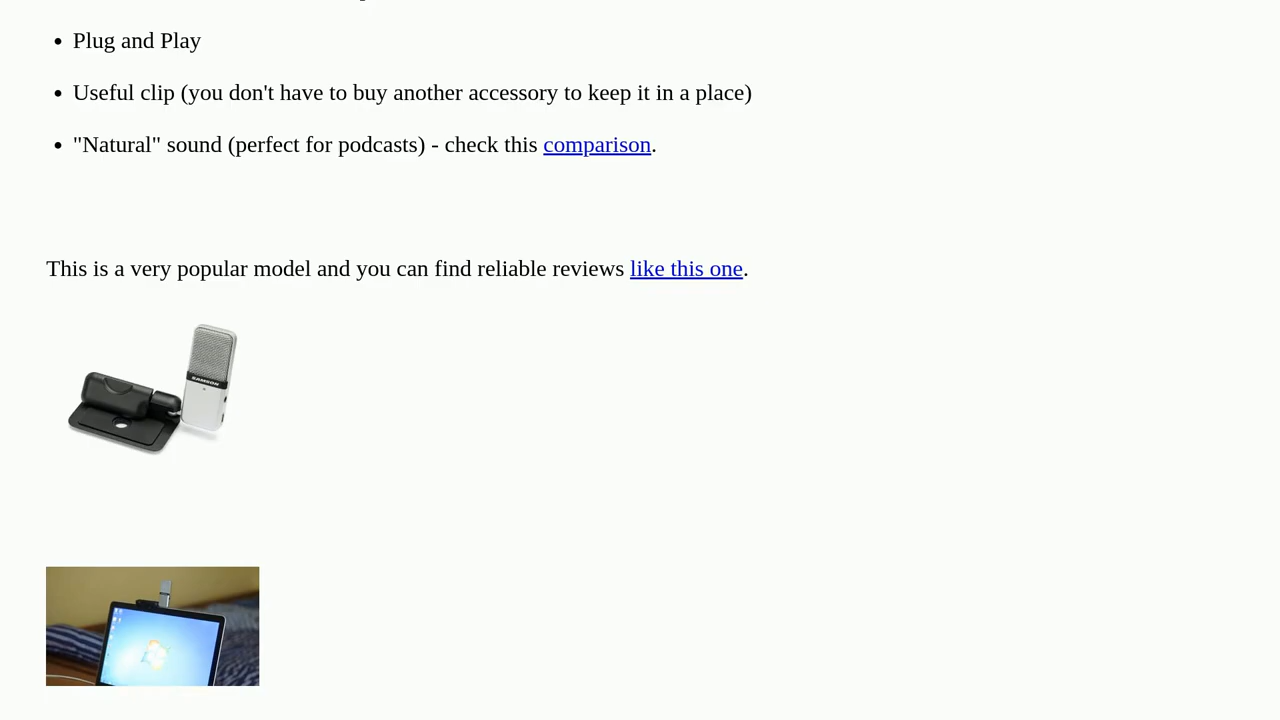 Plug and Play
Useful clip (you don't have to buy another accessory to keep it in a place)
"Natural" sound (perfect for podcasts) - check this comparison.
This is a very popular model and you can find reliable reviews like this one.
SAMSON